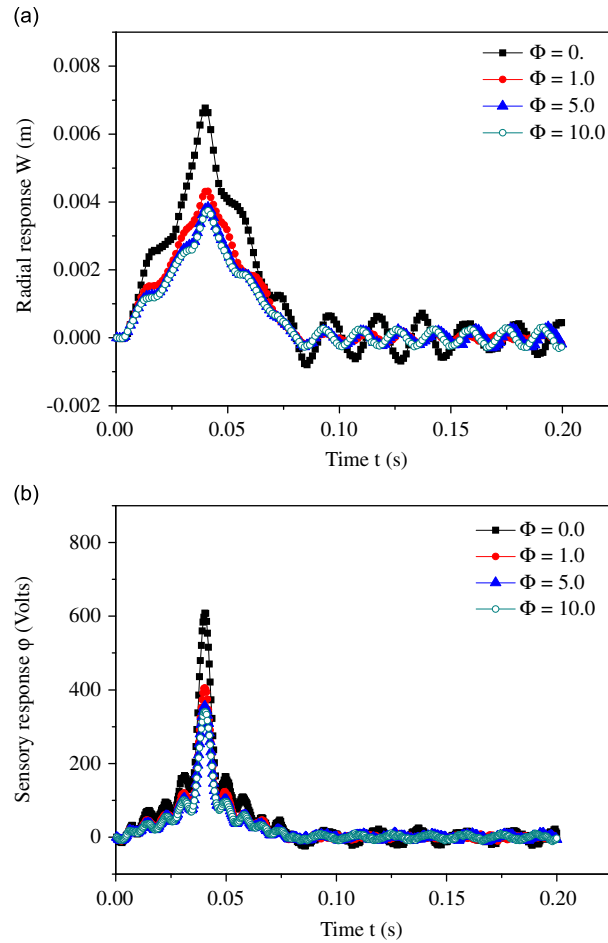 (a)
0.008
0.006
0.004
0.002
0.000
-0.002
Radial response W (m)
Φ = 0.
Φ = 1.0
Φ = 5.0
Φ = 10.0
0.00 0.05 0.10 0.15 0.20
Time t (s)
(b)
800
600
400
200
0
Sensory response φ (Volts)
Φ = 0.0
Φ = 1.0
Φ = 5.0
Φ = 10.0
0.00 0.05 0.10 0.15 0.20
Time t (s)